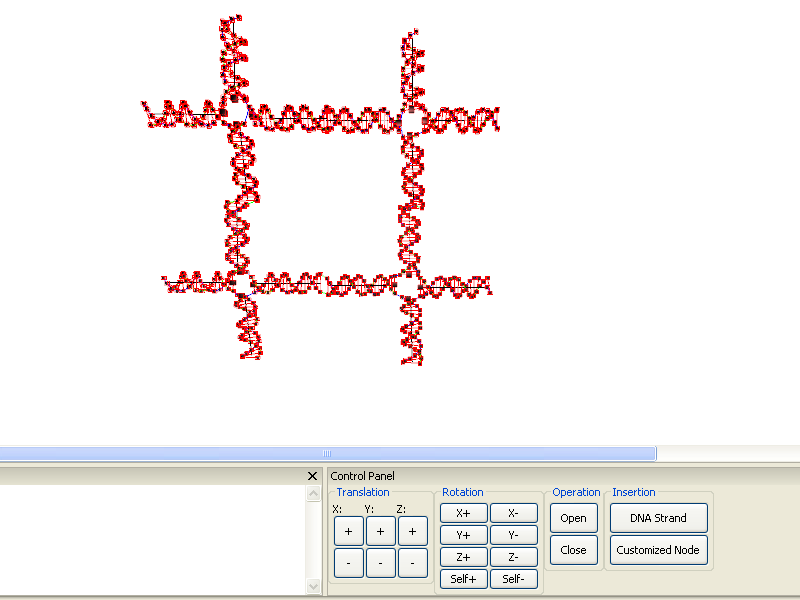 Control Panel
Translation Rotation Operation Insertion
X: Y: Z:
X+ X- Open DNA Strand
+ + + Y+ Y-
- - - Z+ Z- Close Customized Node
Self+ Self-